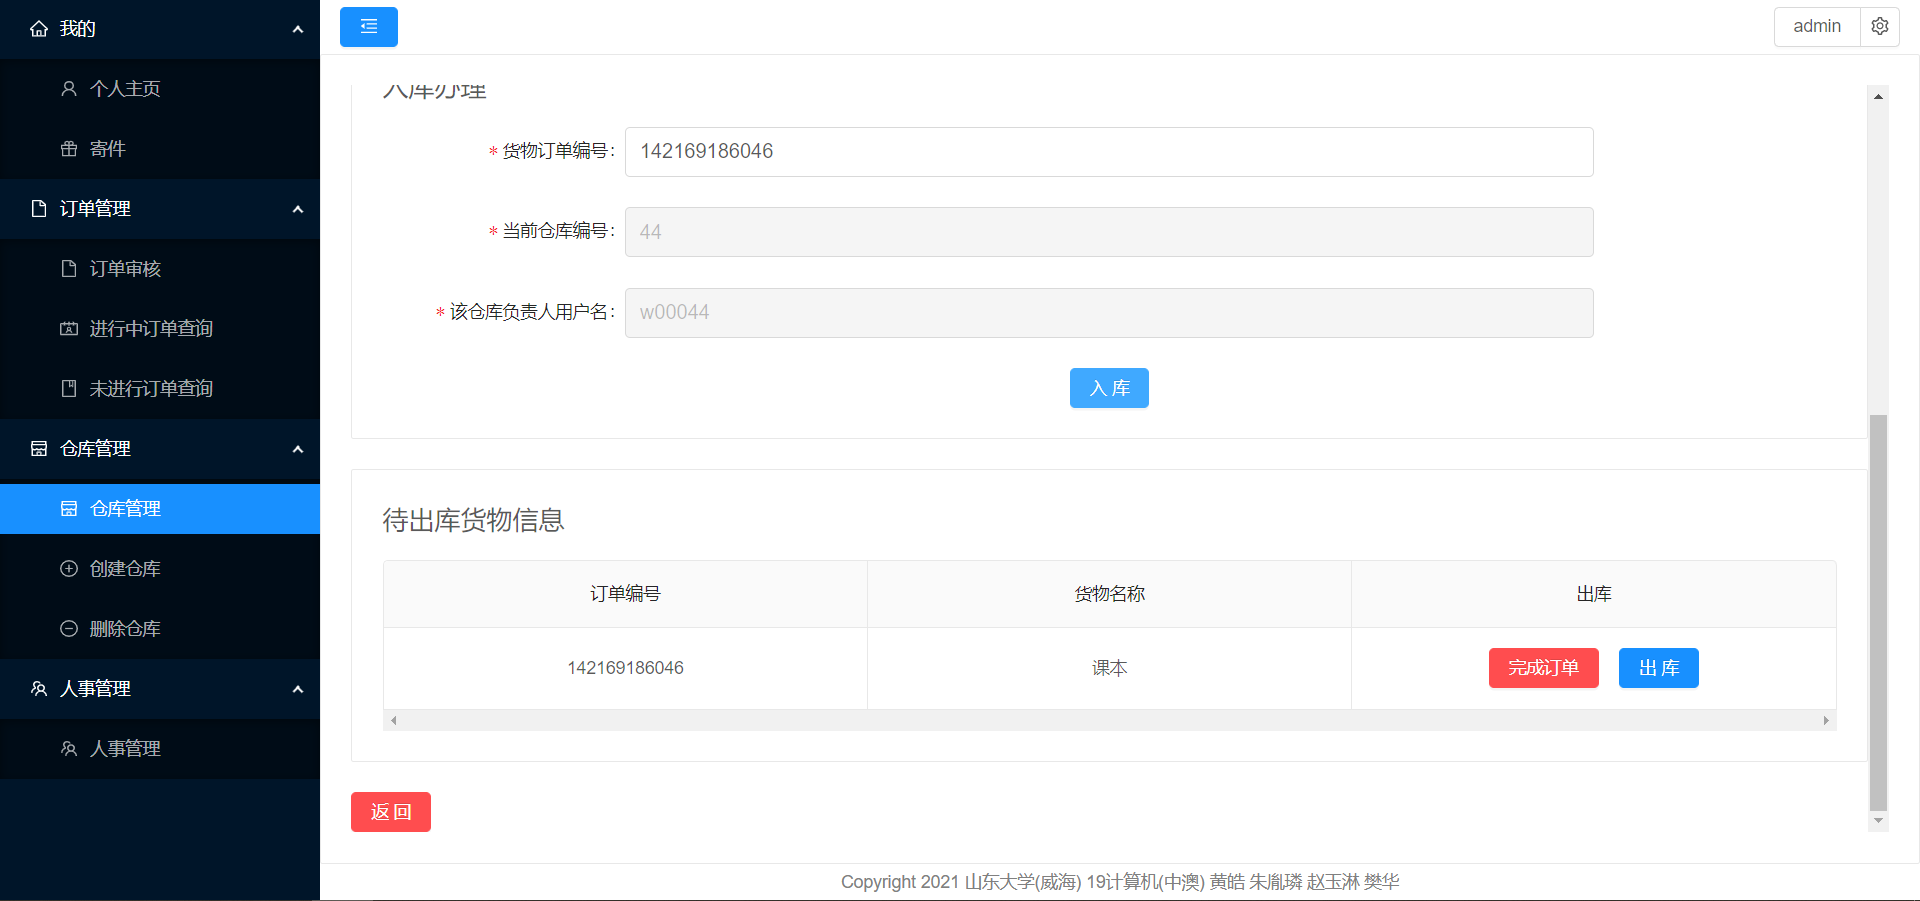 我的
个人主页
寄件
订单管理
订单审核
进行中订单查询
未进行订单查询
仓库管理
仓库管理
创建仓库
删除仓库
人事管理
人事管理
admin
入库办理
* 货物订单编号: 142169186046
* 当前仓库编号: 44
* 该仓库负责人用户名: w00044
入 库
待出库货物信息
订单编号 货物名称 出库
142169186046 课本 完成订单 出 库
返 回
Copyright 2021 山东大学(威海) 19计算机(中澳) 黄皓 朱胤璘 赵玉淋 樊华